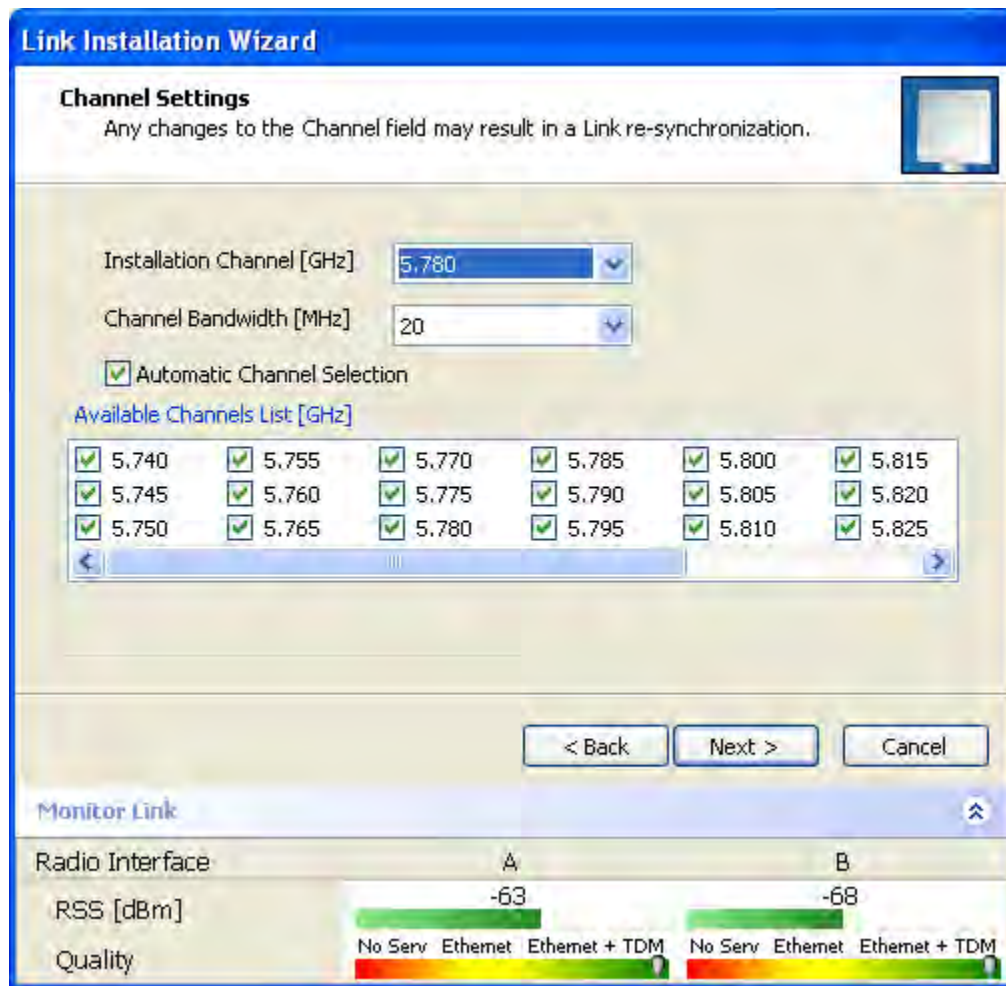 Link Installation Wizard
Channel Settings
Any changes to the Channel field may result in a Link re-synchronization.
Installation Channel [GHz] 5.780
Channel Bandwidth [MHz] 20
Automatic Channel Selection
Available Channels List [GHz]
5.740 5.755 5.770 5.785 5.800 5.815
5.745 5.760 5.775 5.790 5.805 5.820
5.750 5.765 5.780 5.795 5.810 5.825
< Back Next > Cancel
Monitor Link
Radio Interface A B
RSS [dBm] -63 -68
Quality No Serv Ethernet Ethernet + TDM No Serv Ethernet Ethernet + TDM